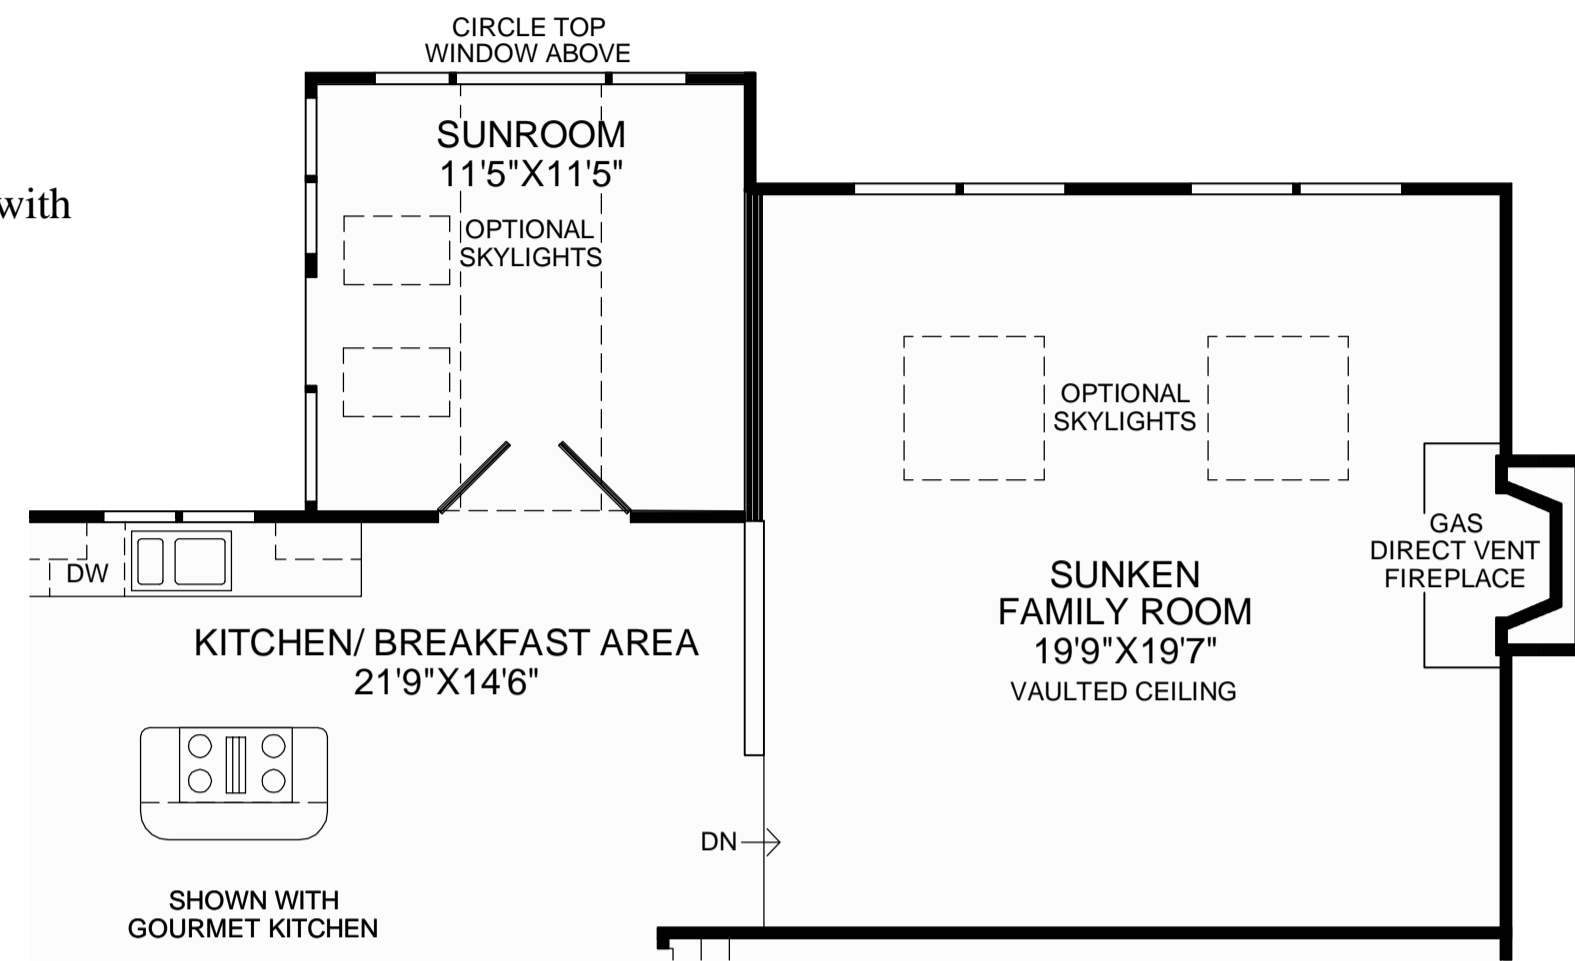 CIRCLE TOP
WINDOW ABOVE
SUNROOM
11'5"X11'5"
with
OPTIONAL
SKYLIGHTS
OPTIONAL
SKYLIGHTS
GAS
DIRECT VENT
FIREPLACE
DW
SUNKEN
FAMILY ROOM
19'9"X19'7"
VAULTED CEILING
KITCHEN/ BREAKFAST AREA
21'9"X14'6"
DN
SHOWN WITH
GOURMET KITCHEN